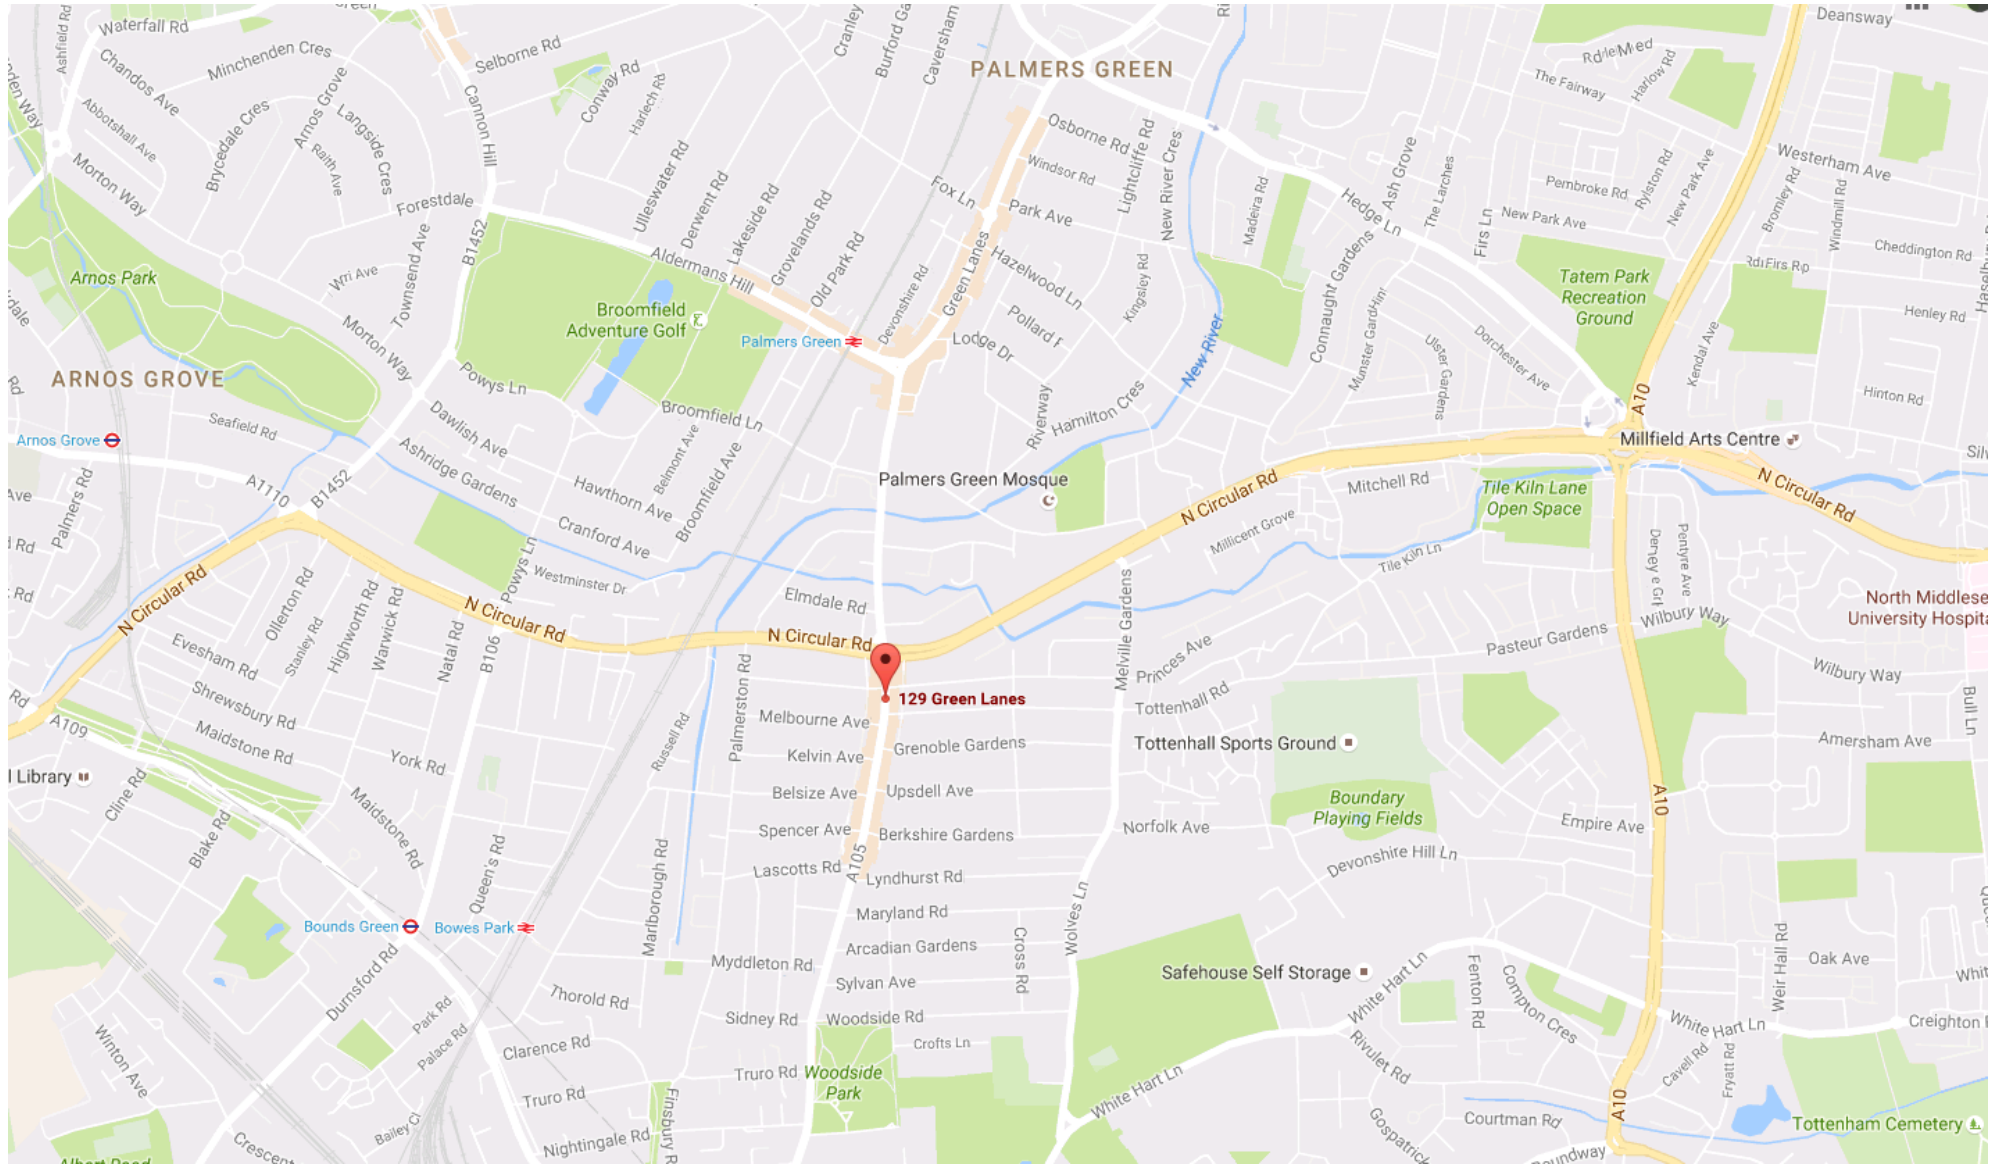 Waterfall Rd
Ashfield Rd
Minchenden Cres
Chandos Ave
Abbotshall Ave
Brycedale Cres
Arnos Grove
Langside Cres
Raith Ave
Morton Way
Forestdale
Cannon Hill
Selborne Rd
Conway Rd
Harlech Rd
Cranley
Burford Ga
Caversham
PALMERS GREEN
Osborne Rd
Windsor Rd
Lightcliffe Rd
New River Cres
Fox Ln
Park Ave
Madeira Rd
Hedge Ln
Ash Grove
The Larches
Firs Ln
Deansway
The Fairway
Harlow Rd
Pembroke Rd
Rylston Rd
New Park Ave
New Park Ave
Westerham Ave
Bromley Rd
Windmill Rd
Cheddington Rd
Henley Rd
Hinton Rd
Kendal Ave
Tatem Park
Recreation
Ground
Ulleswater Rd
Derwent Rd
Lakeside Rd
Grovelands Rd
Old Park Rd
Aldermans Hill
Devonshire Rd
Green Lanes
Hazelwood Ln
Kingsley Rd
Pollard
Lodge Dr
New River
Connaught Gardens
Ulster Gardens
Dorchester Ave
B1452
Townsend Ave
Arnos Park
Morton Way
Broomfield
Adventure Golf
Palmers Green
ARNOS GROVE
Powys Ln
Dawlish Ave
Broomfield Ln
Riverway
Hamilton Cres
A10
Millfield Arts Centre
Seafield Rd
Arnos Grove
Ashridge Gardens
Belmont Ave
Broomfield Ave
Hawthorn Ave
Cranford Ave
Palmers Green Mosque
Palmers Rd
A1110
B1452
N Circular Rd
Mitchell Rd
Tile Kiln Lane
Open Space
N Circular Rd
Millicent Grove
Tile Kiln Ln
Pentyre Ave
Powys Ln
Westminster Dr
Elmdale Rd
Melville Gardens
N Circular Rd
Ollerton Rd
Stanley Rd
Highworth Rd
Warwick Rd
N Circular Rd
Natal Rd
B106
N Circular Rd
Evesham Rd
Shrewsbury Rd
Maidstone Rd
Palmerston Rd
Princes Ave
Tottenhall Rd
Pasteur Gardens
Wilbury Way
North Middlese
University Hospita
Wilbury Way
Bull Ln
129 Green Lanes
A109
Russell Rd
Melbourne Ave
Kelvin Ave
Grenoble Gardens
Tottenhall Sports Ground
Amersham Ave
l Library
Cline Rd
York Rd
Belsize Ave
Upsdell Ave
Boundary
Playing Fields
A10
Maidstone Rd
Blake Rd
Spencer Ave
Berkshire Gardens
Norfolk Ave
Empire Ave
Queen's Rd
Marlborough Rd
Lascotts Rd
A105
Lyndhurst Rd
Devonshire Hill Ln
Maryland Rd
Bounds Green
Bowes Park
Arcadian Gardens
Cross Rd
Wolves Ln
Myddleton Rd
Safehouse Self Storage
White Hart Ln
Fenton Rd
Compton Cres
Weir Hall Rd
Oak Ave
Durnsford Rd
Thorold Rd
Sylvan Ave
Sidney Rd
Woodside Rd
Park Rd
Palace Rd
Clarence Rd
Crofts Ln
Rivulet Rd
White Hart Ln
Creighton
Winton Ave
Truro Rd
Woodside
Park
White Hart Ln
Cavell Rd
Fryatt Rd
Truro Rd
Finsbury R
A10
Courtman Rd
Tottenham Cemetery
Bailey Cl
Nightingale Rd
Gospatrick
Crescent